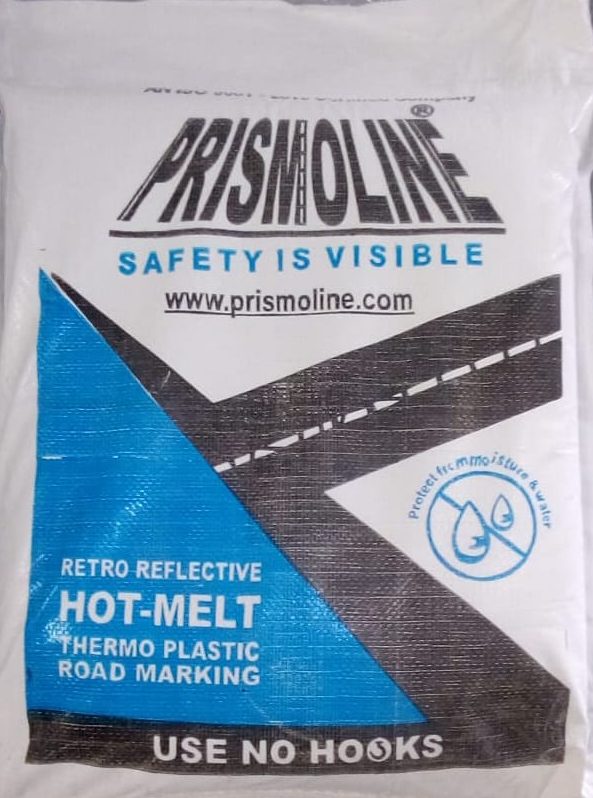 PRISMOLINE®
SAFETY IS VISIBLE
www.prismoline.com
Protect from moisture & water
RETRO REFLECTIVE
HOT-MELT
THERMO PLASTIC
ROAD MARKING
USE NO HOOKS